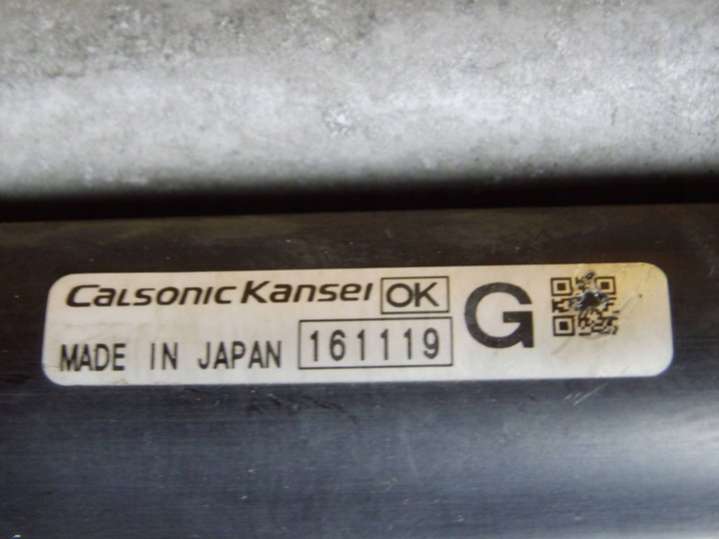 CALSONIC KANSEI OK G
MADE IN JAPAN 161119